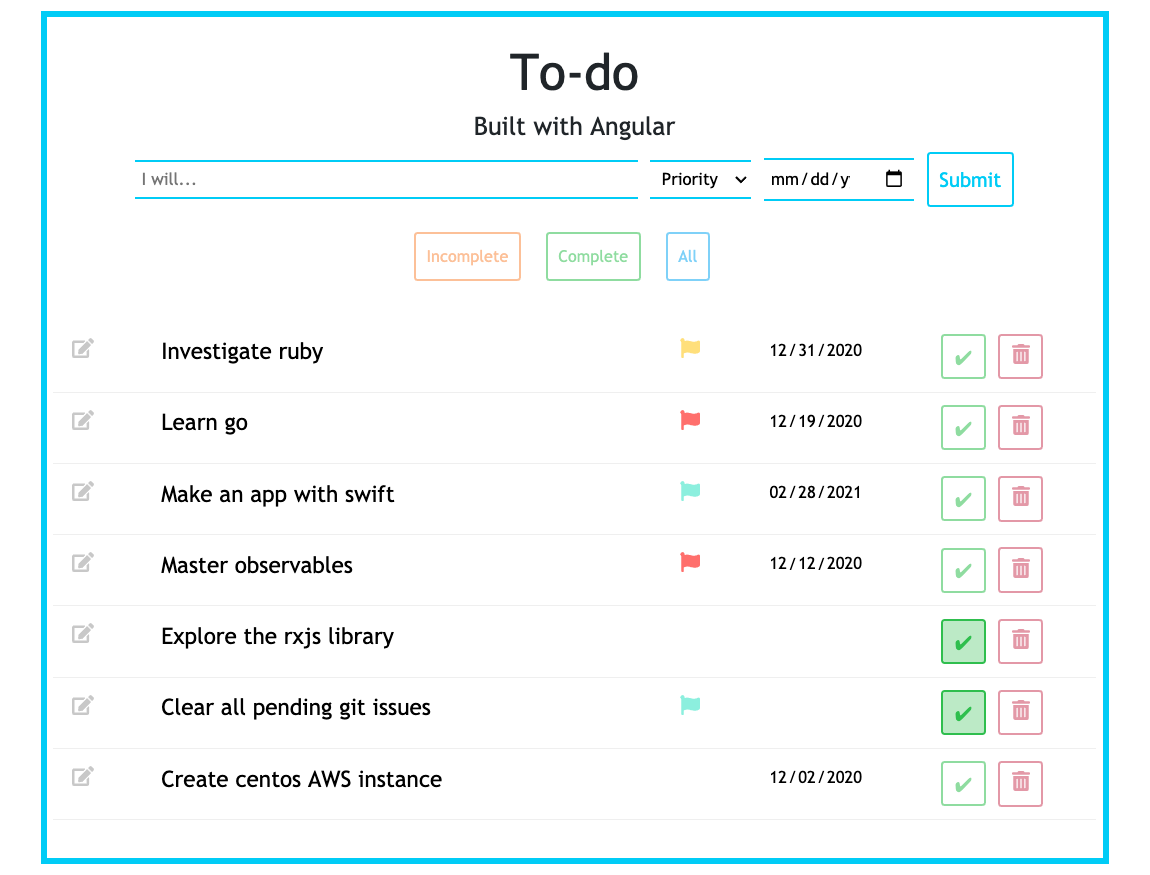 To-do
Built with Angular
I will... Priority mm/dd/y Submit
Incomplete Complete All
Investigate ruby 12/31/2020 ✔
Learn go 12/19/2020 ✔
Make an app with swift 02/28/2021 ✔
Master observables 12/12/2020 ✔
Explore the rxjs library ✔
Clear all pending git issues ✔
Create centos AWS instance 12/02/2020 ✔